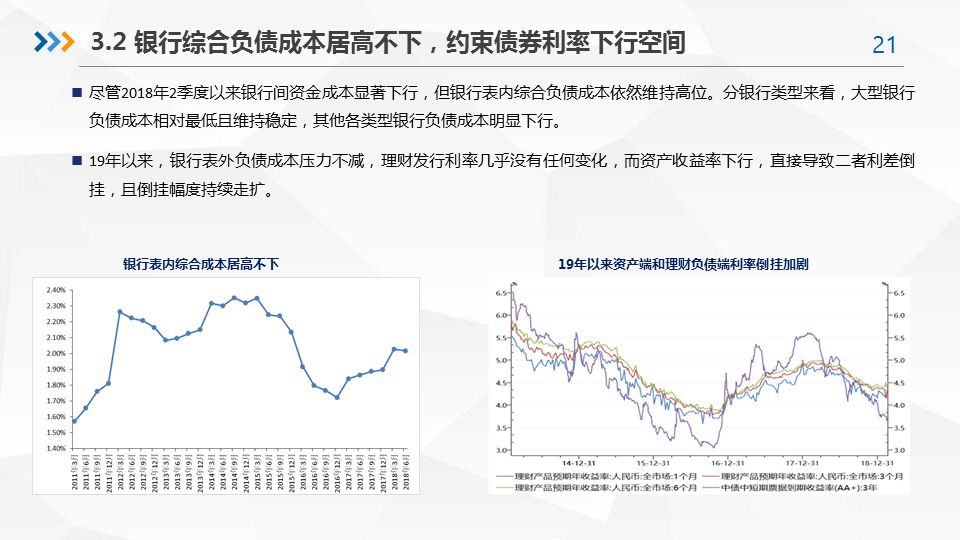 3.2 银行综合负债成本居高不下，约束债券利率下行空间
21
尽管2018年2季度以来银行间资金成本显著下行，但银行表内综合负债成本依然维持高位。分银行类型来看，大型银行
负债成本相对最低且维持稳定，其他各类型银行负债成本明显下行。
19年以来，银行表外负债成本压力不减，理财发行利率几乎没有任何变化，而资产收益率下行，直接导致二者利差倒
挂，且倒挂幅度持续走扩。
银行表内综合成本居高不下
2.40%
2.30%
2.20%
2.10%
2.00%
1.90%
1.80%
1.70%
1.60%
1.50%
1.40%
2011年3月
2011年6月
2011年9月
2011年12月
2012年3月
2012年6月
2012年9月
2012年12月
2013年3月
2013年6月
2013年9月
2013年12月
2014年3月
2014年6月
2014年9月
2014年12月
2015年3月
2015年6月
2015年9月
2015年12月
2016年3月
2016年6月
2016年9月
2016年12月
2017年3月
2017年6月
2017年9月
2017年12月
2018年3月
2018年6月
19年以来资产端和理财负债端利率倒挂加剧
% %
6.5 6.5
6.0 6.0
5.5 5.5
5.0 5.0
4.5 4.5
4.0 4.0
3.5 3.5
3.0 3.0
14-12-31 15-12-31 16-12-31 17-12-31 18-12-31
理财产品预期年收益率:人民币:全市场:1个月 理财产品预期年收益率:人民币:全市场:3个月
理财产品预期年收益率:人民币:全市场:6个月 中债中短期票据到期收益率(AA+):3年